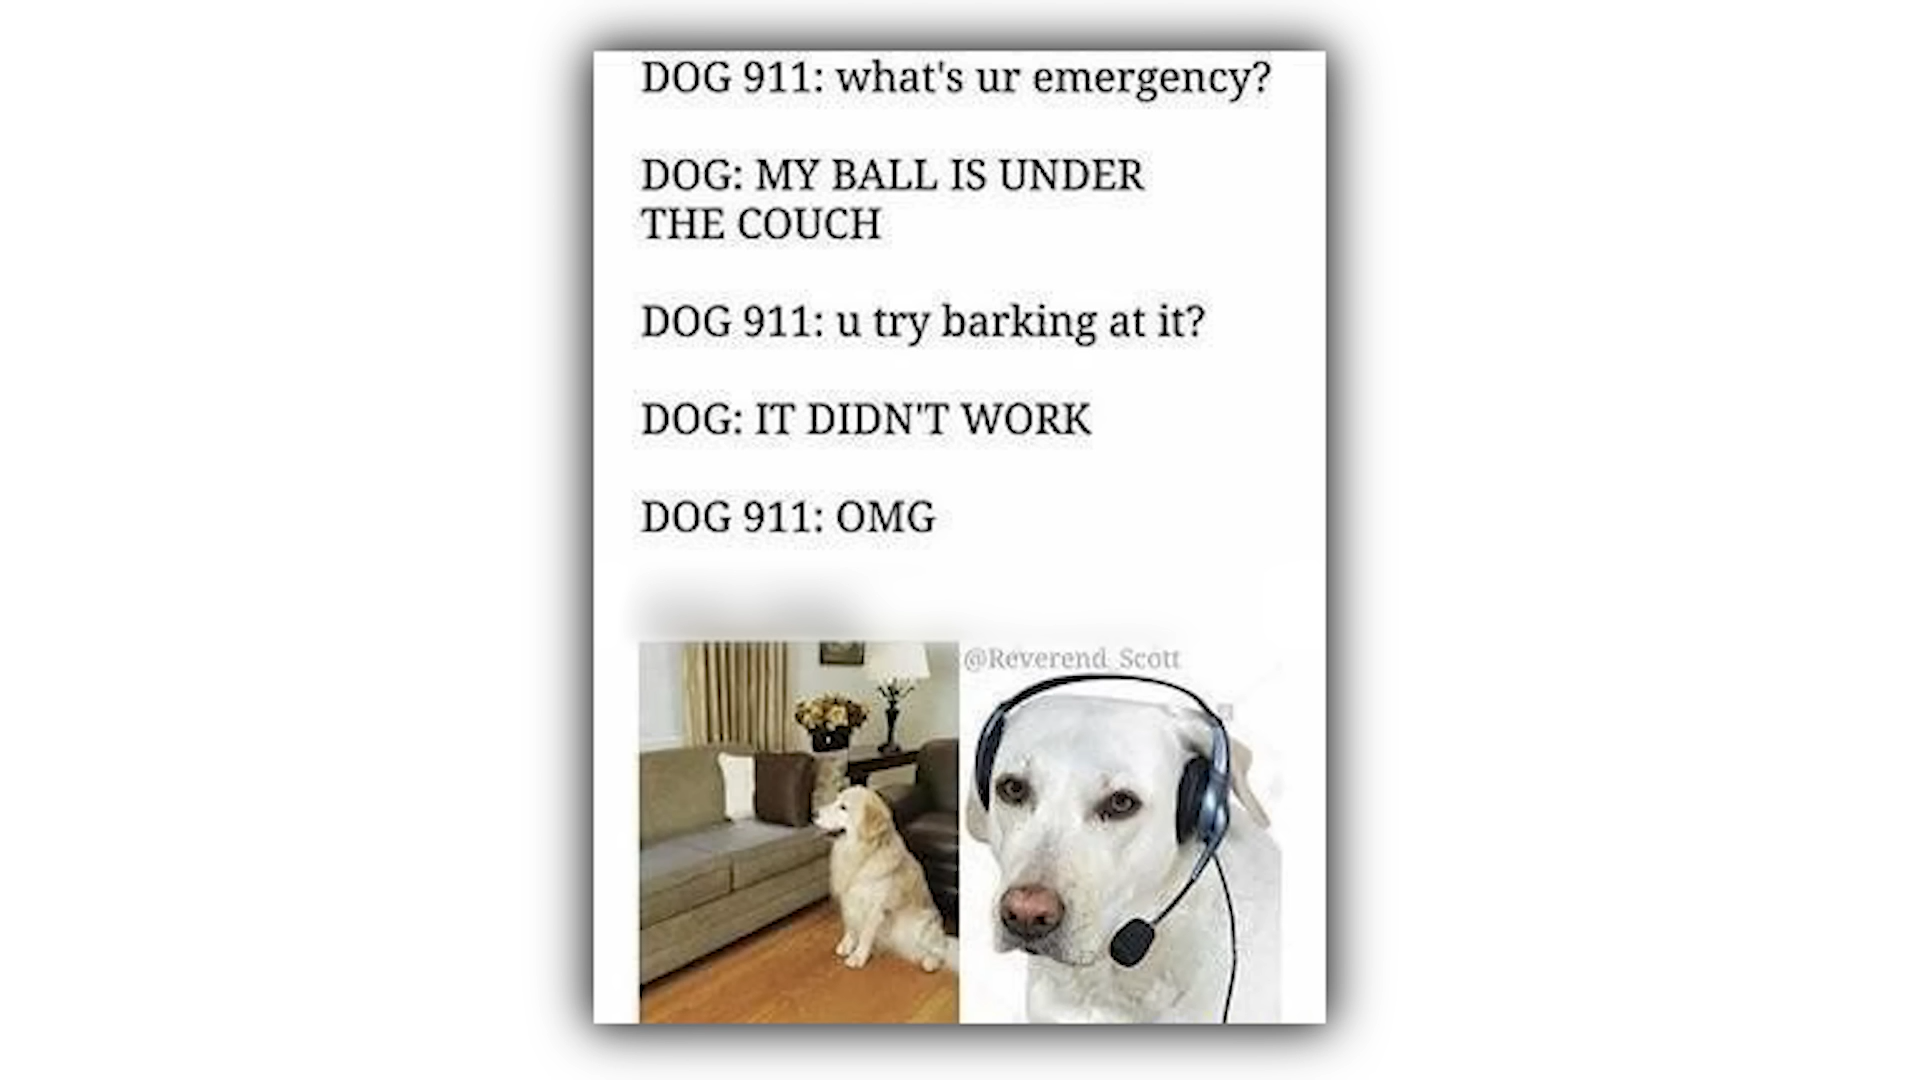 DOG 911: what's ur emergency?
DOG: MY BALL IS UNDER
THE COUCH
DOG 911: u try barking at it?
DOG: IT DIDN'T WORK
DOG 911: OMG
@Reverend_Scott